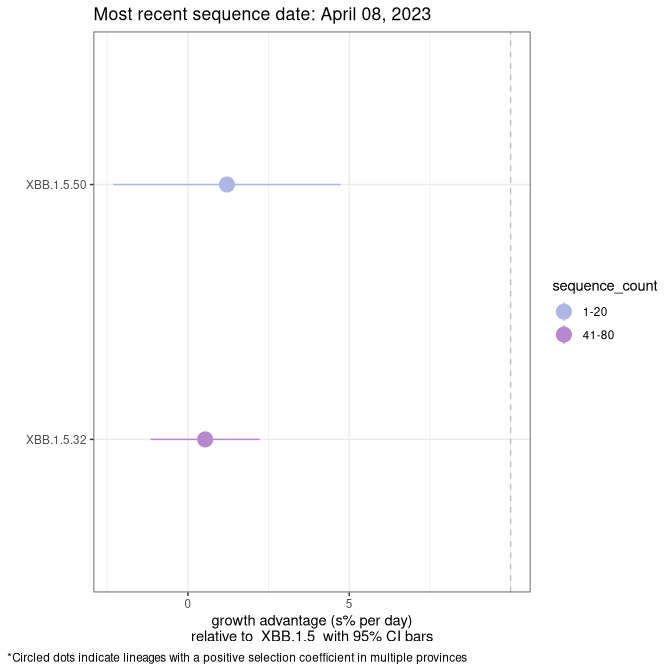 Most recent sequence date: April 08, 2023
XBB.1.5.50
sequence_count
1-20
41-80
XBB.1.5.32
0 5
growth advantage (s% per day)
relative to XBB.1.5 with 95% CI bars
*Circled dots indicate lineages with a positive selection coefficient in multiple provinces